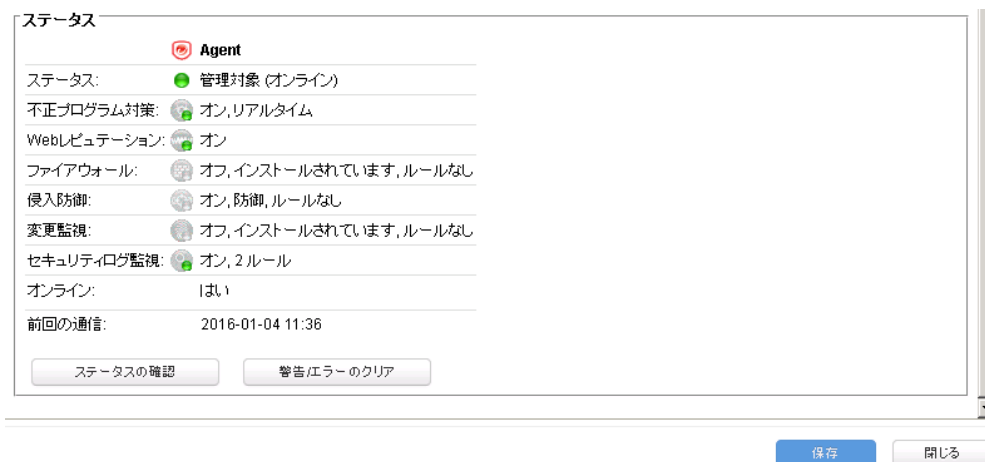 ステータス
Agent
ステータス: 管理対象 (オンライン)
不正プログラム対策: オン, リアルタイム
Webレピュテーション: オン
ファイアウォール: オフ, インストールされています, ルールなし
侵入防御: オン, 防御, ルールなし
変更監視: オフ, インストールされています, ルールなし
セキュリティログ監視: オン, 2 ルール
オンライン: はい
前回の通信: 2016-01-04 11:36
ステータスの確認 警告/エラーのクリア
保存 閉じる